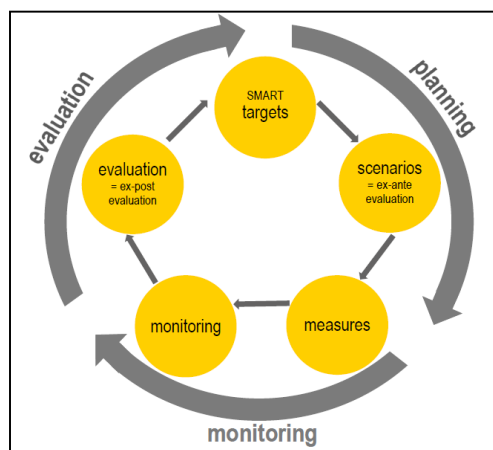 SMART
targets
planning
scenarios
= ex-ante
evaluation
measures
monitoring
monitoring
evaluation
= ex-post
evaluation
evaluation